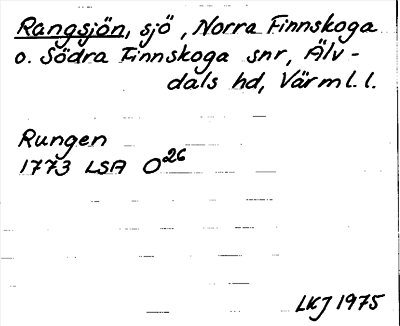 Rangsjön, sjö, Norra Finnskoga
o. Södra Finnskoga snr, Älv-
dals hd, Värml. l.
Rungen
1773 LSA O26
LKJ 1975